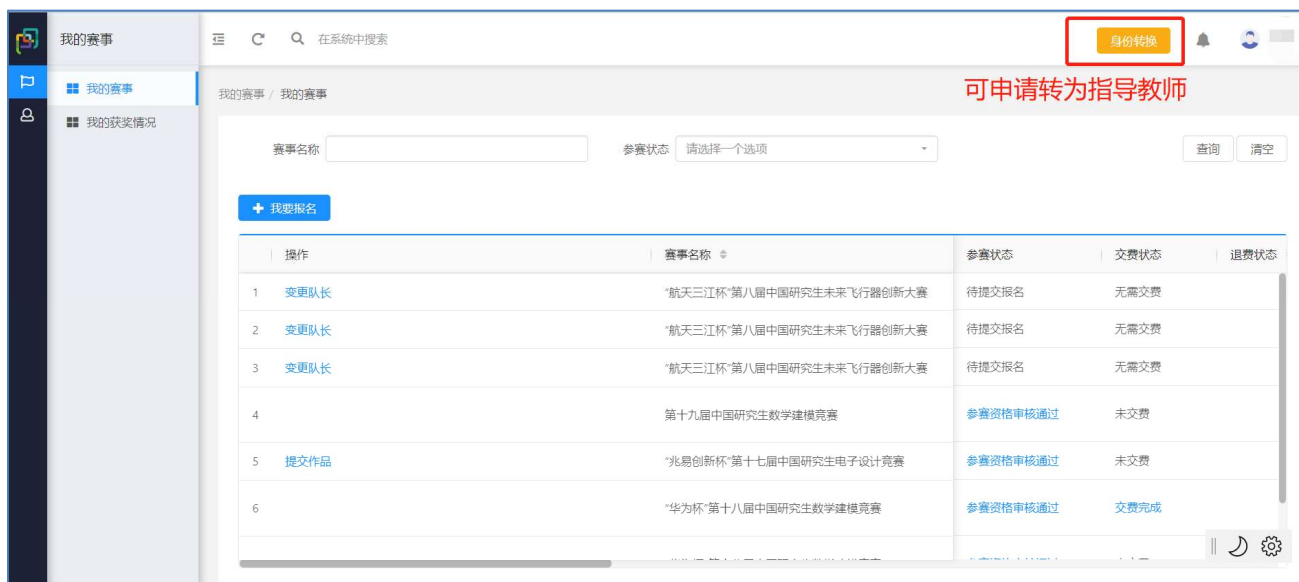 我的赛事
在系统中搜索
身份转换
我的赛事
我的获奖情况
我的赛事 / 我的赛事
可申请转为指导教师
赛事名称
参赛状态 请选择一个选项
查询 清空
+ 我要报名
操作 赛事名称 参赛状态 交费状态 退费状态
1 变更队长 “航天三江杯”第八届中国研究生未来飞行器创新大赛 待提交报名 无需交费
2 变更队长 “航天三江杯”第八届中国研究生未来飞行器创新大赛 待提交报名 无需交费
3 变更队长 “航天三江杯”第八届中国研究生未来飞行器创新大赛 待提交报名 无需交费
4 第十九届中国研究生数学建模竞赛 参赛资格审核通过 未交费
5 提交作品 “兆易创新杯”第十七届中国研究生电子设计竞赛 参赛资格审核通过 未交费
6 “华为杯”第十八届中国研究生数学建模竞赛 参赛资格审核通过 交费完成